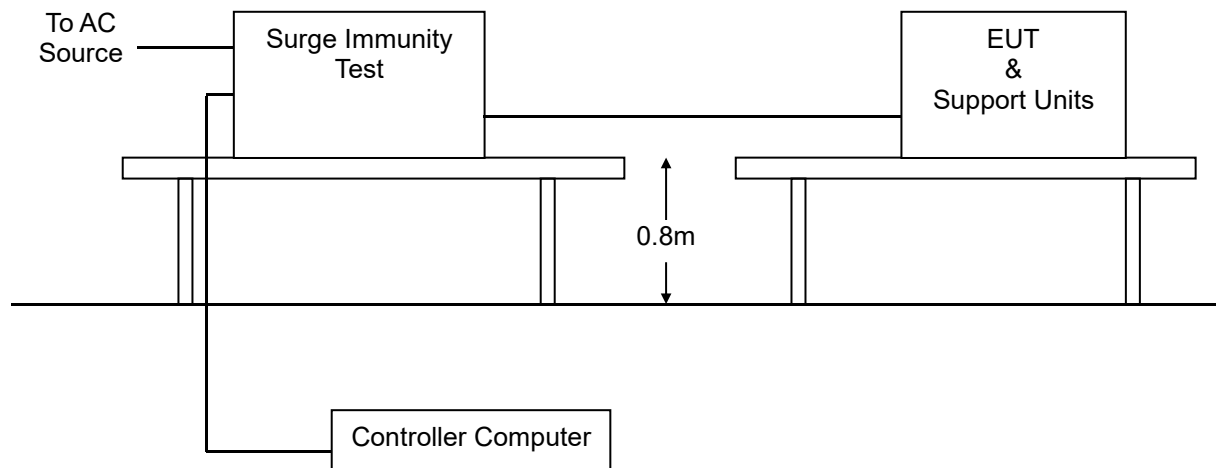 To AC
Source
Surge Immunity
Test
EUT
&
Support Units
0.8m
Controller Computer